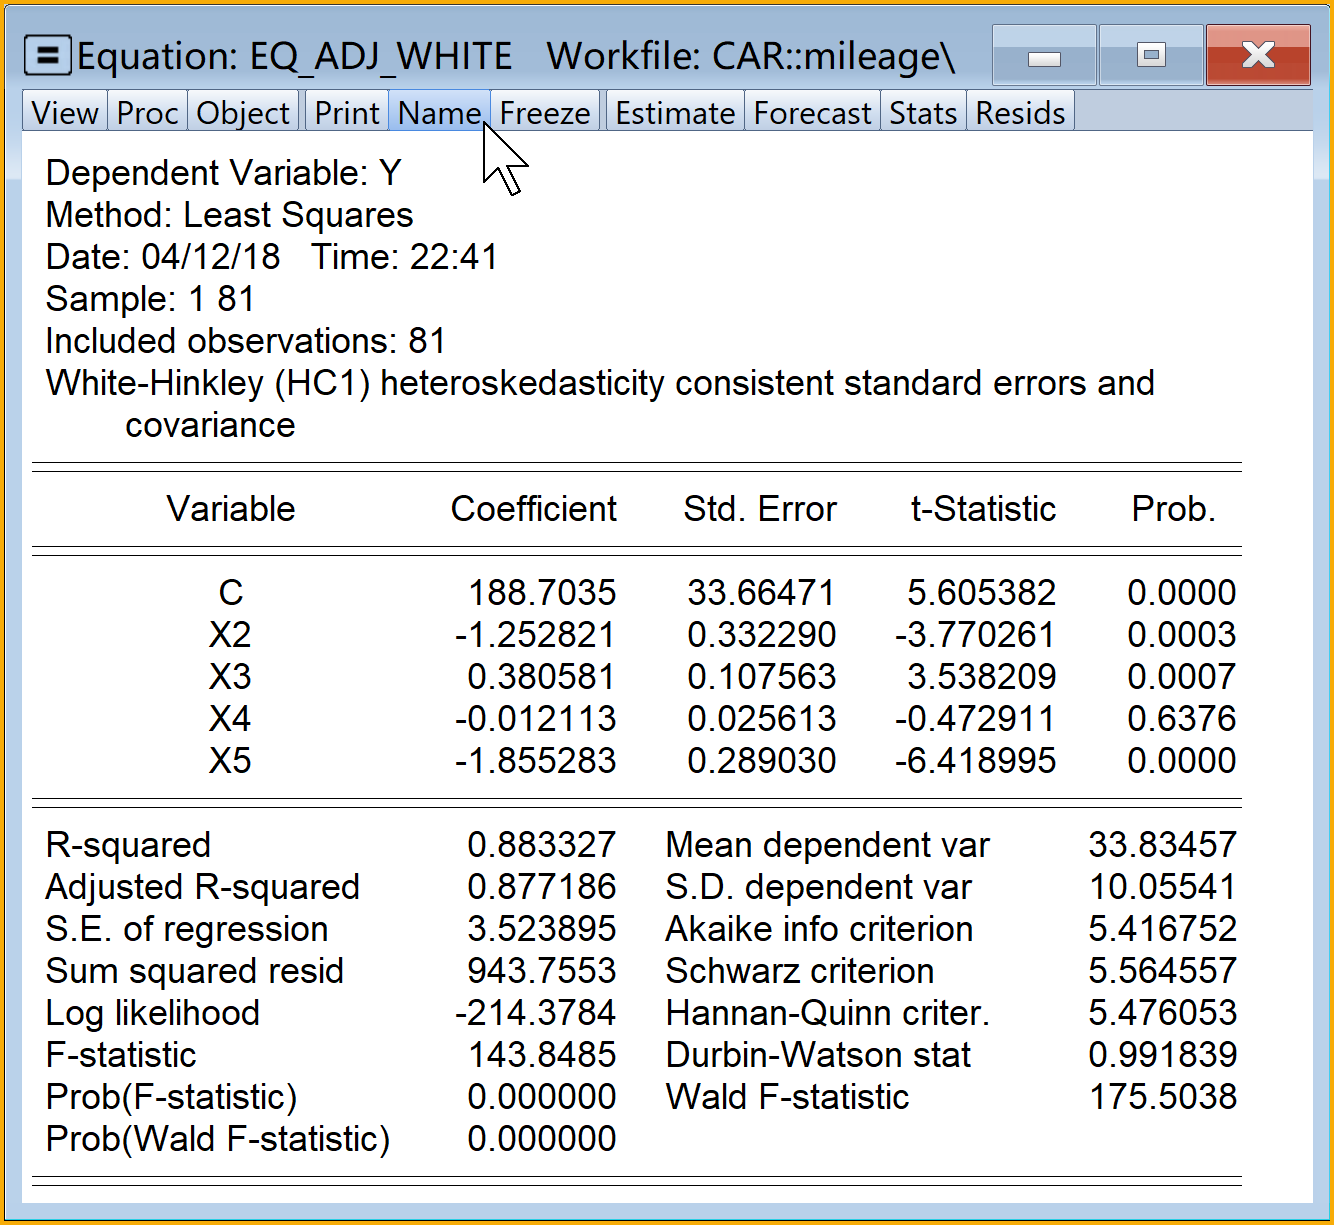 Equation: EQ_ADJ_WHITE Workfile: CAR::mileage\
View Proc Object Print Name Freeze Estimate Forecast Stats Resids
Dependent Variable: Y
Method: Least Squares
Date: 04/12/18 Time: 22:41
Sample: 1 81
Included observations: 81
White-Hinkley (HC1) heteroskedasticity consistent standard errors and
covariance
Variable Coefficient Std. Error t-Statistic Prob.
C 188.7035 33.66471 5.605382 0.0000
X2 -1.252821 0.332290 -3.770261 0.0003
X3 0.380581 0.107563 3.538209 0.0007
X4 -0.012113 0.025613 -0.472911 0.6376
X5 -1.855283 0.289030 -6.418995 0.0000
R-squared 0.883327 Mean dependent var 33.83457
Adjusted R-squared 0.877186 S.D. dependent var 10.05541
S.E. of regression 3.523895 Akaike info criterion 5.416752
Sum squared resid 943.7553 Schwarz criterion 5.564557
Log likelihood -214.3784 Hannan-Quinn criter. 5.476053
F-statistic 143.8485 Durbin-Watson stat 0.991839
Prob(F-statistic) 0.000000 Wald F-statistic 175.5038
Prob(Wald F-statistic) 0.000000